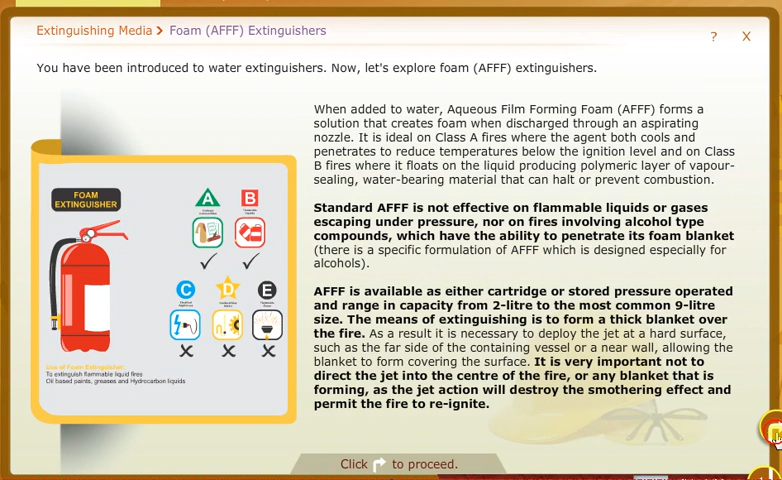 Extinguishing Media > Foam (AFFF) Extinguishers
? X
You have been introduced to water extinguishers. Now, let's explore foam (AFFF) extinguishers.
When added to water, Aqueous Film Forming Foam (AFFF) forms a
solution that creates foam when discharged through an aspirating
nozzle. It is ideal on Class A fires where the agent both cools and
penetrates to reduce temperatures below the ignition level and on Class
B fires where it floats on the liquid producing polymeric layer of vapour-
sealing, water-bearing material that can halt or prevent combustion.
Standard AFFF is not effective on flammable liquids or gases
escaping under pressure, nor on fires involving alcohol type
compounds, which have the ability to penetrate its foam blanket
(there is a specific formulation of AFFF which is designed especially for
alcohols).
AFFF is available as either cartridge or stored pressure operated
and range in capacity from 2-litre to the most common 9-litre
size. The means of extinguishing is to form a thick blanket over
the fire. As a result it is necessary to deploy the jet at a hard surface,
such as the far side of the containing vessel or a near wall, allowing the
blanket to form covering the surface. It is very important not to
direct the jet into the centre of the fire, or any blanket that is
forming, as the jet action will destroy the smothering effect and
permit the fire to re-ignite.
FOAM
EXTINGUISHER
A B
C D E
Use of Foam Extinguisher:
To extinguish flammable liquid fires
Oil based paints, greases and Hydrocarbon liquids
Click to proceed.